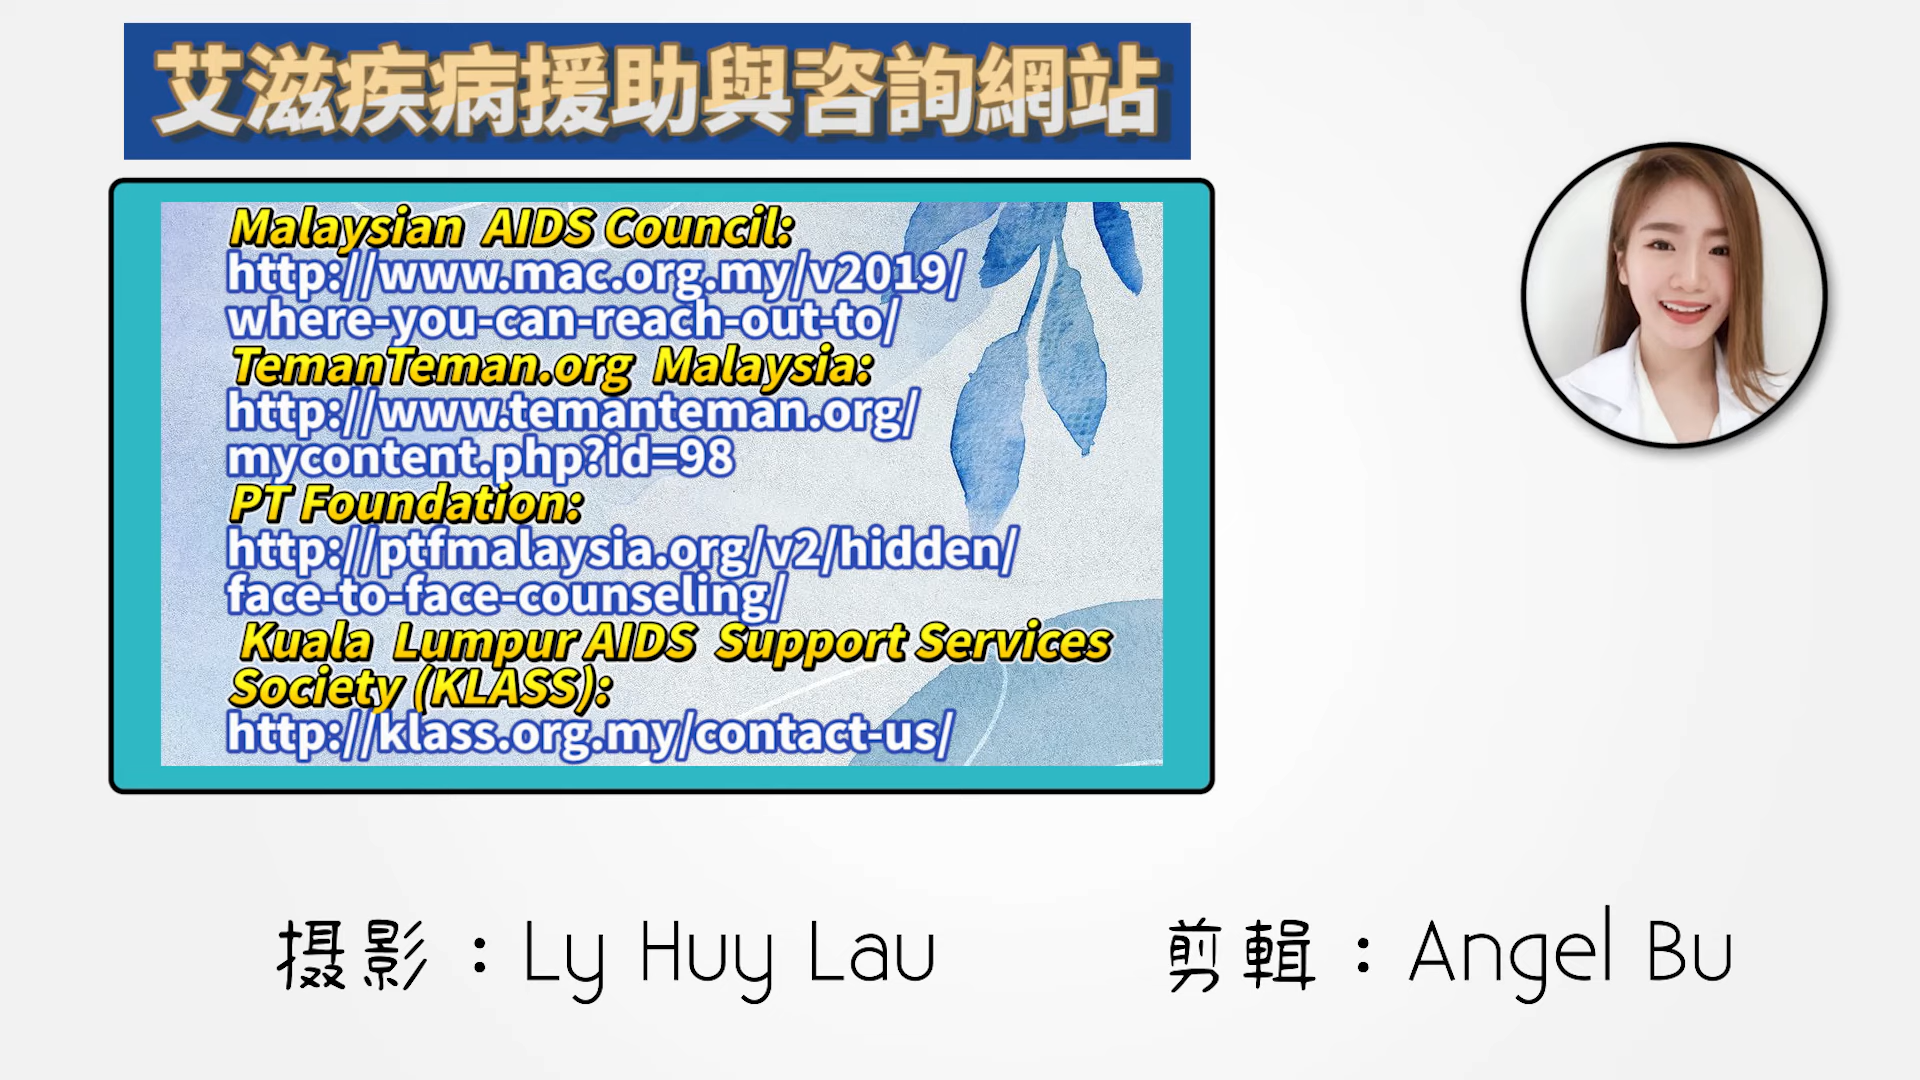 艾滋疾病援助與咨詢網站
Malaysian AIDS Council:
http://www.mac.org.my/v2019/
where-you-can-reach-out-to/
TemanTeman.org Malaysia:
http://www.temanteman.org/
mycontent.php?id=98
PT Foundation:
http://ptfmalaysia.org/v2/hidden/
face-to-face-counseling/
Kuala Lumpur AIDS Support Services
Society (KLASS):
http://klass.org.my/contact-us/
摄影：Ly Huy Lau
剪輯：Angel Bu